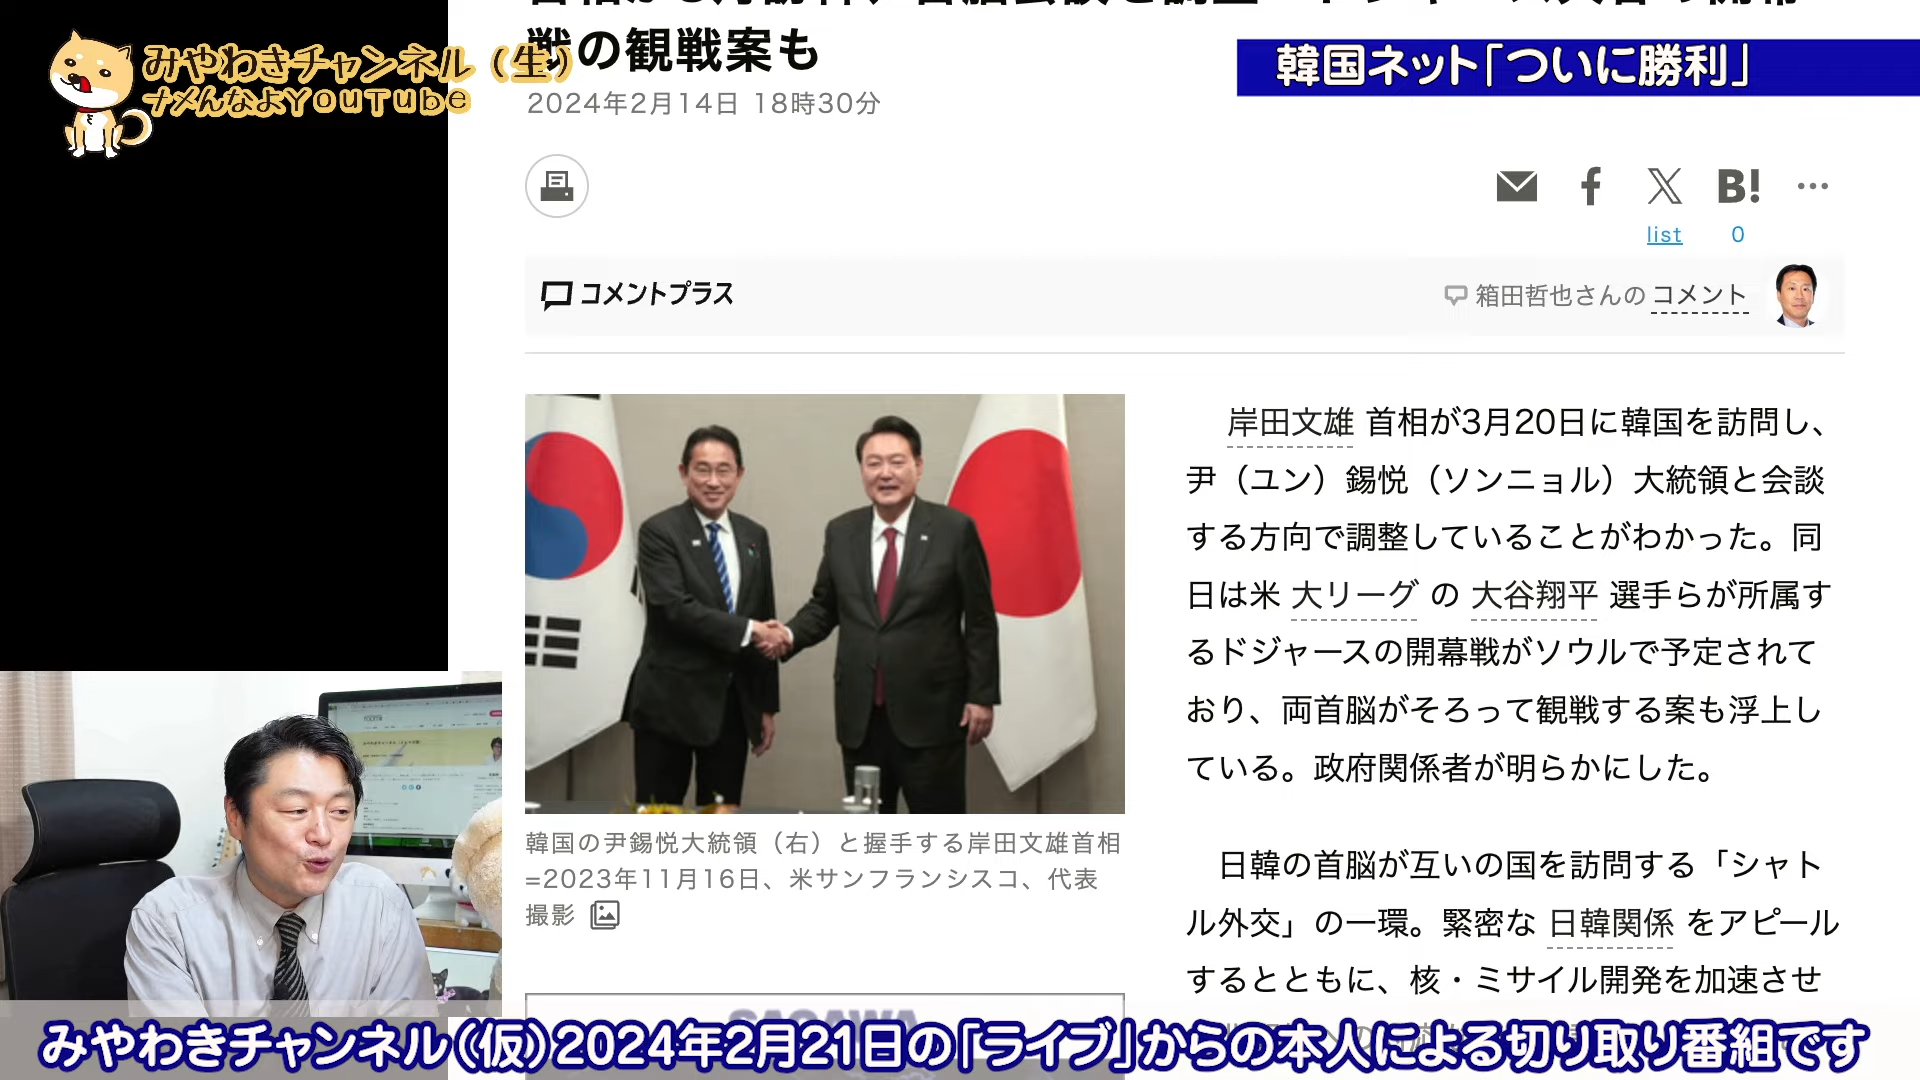 みやわきチャンネル（生）
ナメんなよYouTube
韓国ネット「ついに勝利」
戦の観戦案も
2024年2月14日 18時30分
list
0
コメントプラス
箱田哲也さんの コメント
岸田文雄 首相が3月20日に韓国を訪問し、
尹（ユン）錫悦（ソンニョル）大統領と会談
する方向で調整していることがわかった。同
日は米 大リーグ の 大谷翔平 選手らが所属す
るドジャースの開幕戦がソウルで予定されて
おり、両首脳がそろって観戦する案も浮上し
ている。政府関係者が明らかにした。
日韓の首脳が互いの国を訪問する「シャト
ル外交」の一環。緊密な 日韓関係 をアピール
するとともに、核・ミサイル開発を加速させ
韓国の尹錫悦大統領（右）と握手する岸田文雄首相
=2023年11月16日、米サンフランシスコ、代表
撮影
みやわきチャンネル（仮）2024年2月21日の「ライブ」からの本人による切り取り番組です